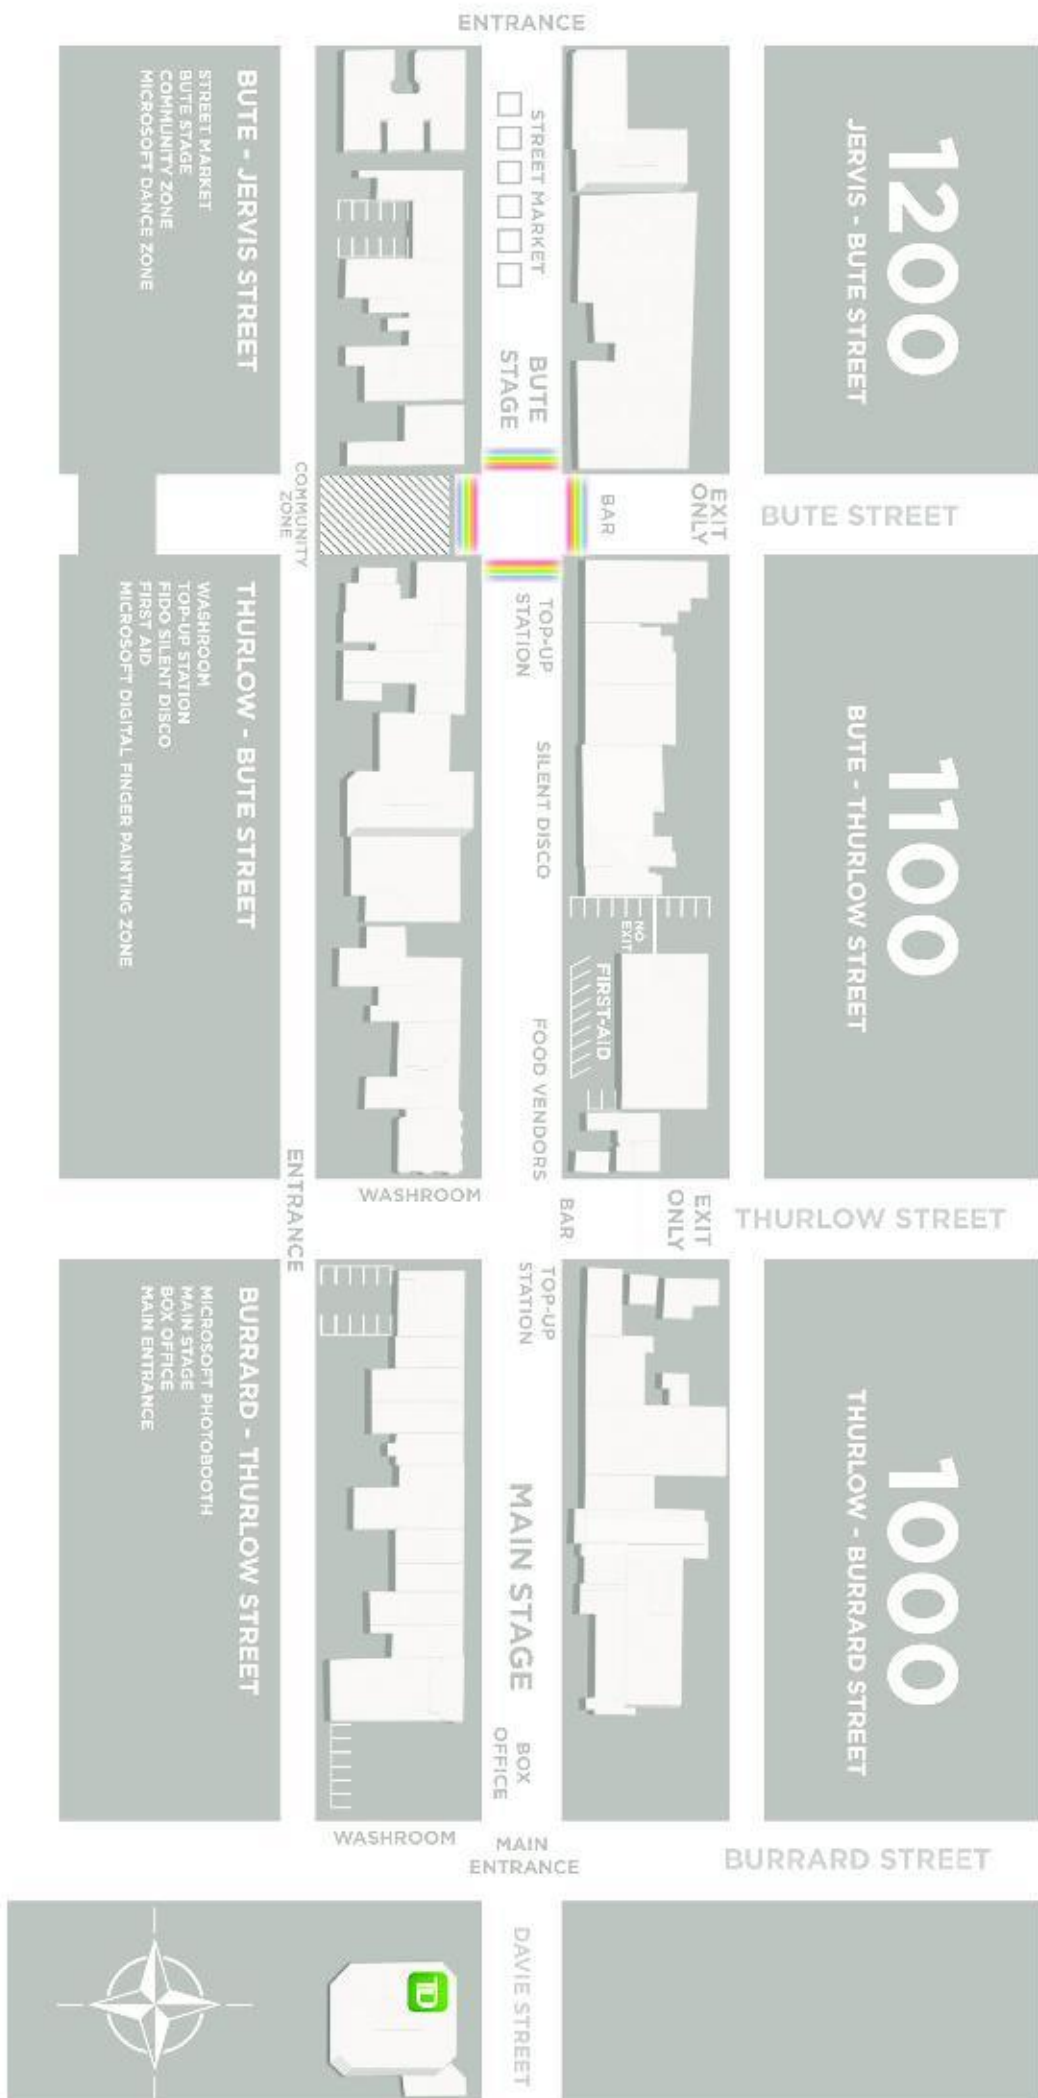 ENTRANCE
1200
JERVIS - BUTE STREET
STREET MARKET
BUTE
STAGE
BUTE - JERVIS STREET
STREET MARKET
BUTE STAGE
COMMUNITY ZONE
MICROSOFT DANCE ZONE
COMMUNITY
ZONE
BAR
EXIT
ONLY
BUTE STREET
1100
BUTE - THURLOW STREET
TOP-UP
STATION
SILENT DISCO
NO
EXIT
FIRST-AID
FOOD VENDORS
THURLOW - BUTE STREET
WASHROOM
TOP-UP STATION
FIDO SILENT DISCO
FIRST AID
MICROSOFT DIGITAL FINGER PAINTING ZONE
ENTRANCE
WASHROOM
BAR
EXIT
ONLY
THURLOW STREET
1000
THURLOW - BURRARD STREET
TOP-UP
STATION
MAIN STAGE
BOX
OFFICE
BURRARD - THURLOW STREET
MICROSOFT PHOTOBOOTH
MAIN STAGE
BOX OFFICE
MAIN ENTRANCE
WASHROOM
MAIN
ENTRANCE
BURRARD STREET
DAVIE STREET
TD